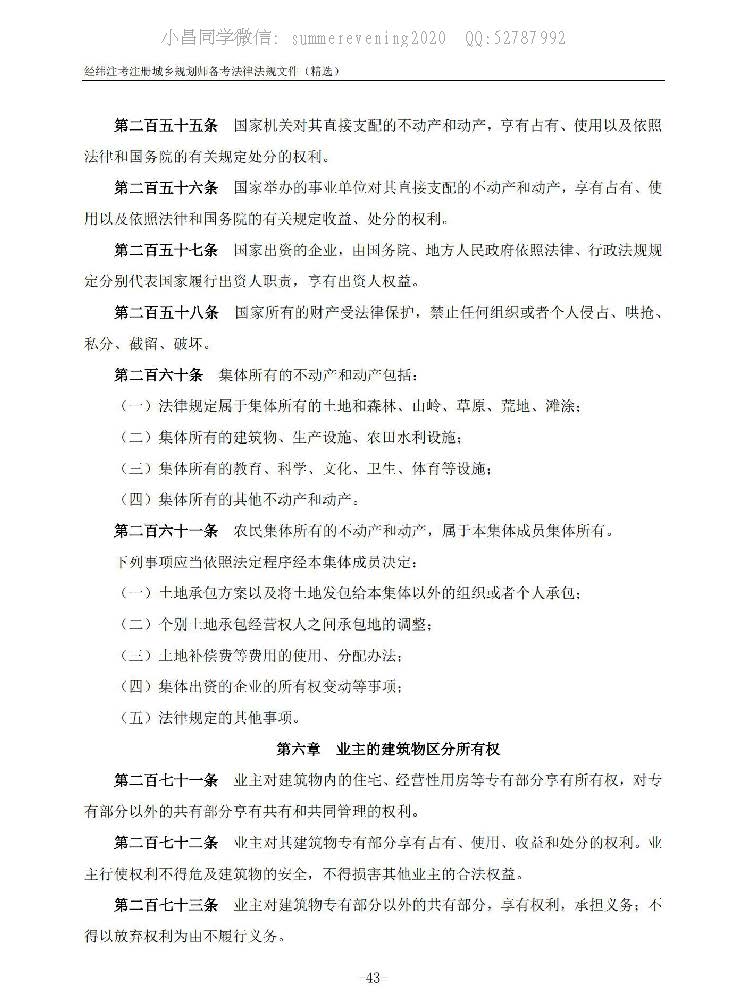 小昌同学微信: summerevening2020 QQ:52787992
经纬注考注册城乡规划师备考法律法规文件（精选）
第二百五十五条 国家机关对其直接支配的不动产和动产，享有占有、使用以及依照
法律和国务院的有关规定处分的权利。
第二百五十六条 国家举办的事业单位对其直接支配的不动产和动产，享有占有、使
用以及依照法律和国务院的有关规定收益、处分的权利。
第二百五十七条 国家出资的企业，由国务院、地方人民政府依照法律、行政法规规
定分别代表国家履行出资人职责，享有出资人权益。
第二百五十八条 国家所有的财产受法律保护，禁止任何组织或者个人侵占、哄抢、
私分、截留、破坏。
第二百六十条 集体所有的不动产和动产包括：
（一）法律规定属于集体所有的土地和森林、山岭、草原、荒地、滩涂；
（二）集体所有的建筑物、生产设施、农田水利设施；
（三）集体所有的教育、科学、文化、卫生、体育等设施；
（四）集体所有的其他不动产和动产。
第二百六十一条 农民集体所有的不动产和动产，属于本集体成员集体所有。
下列事项应当依照法定程序经本集体成员决定：
（一）土地承包方案以及将土地发包给本集体以外的组织或者个人承包；
（二）个别土地承包经营权人之间承包地的调整；
（三）土地补偿费等费用的使用、分配办法；
（四）集体出资的企业的所有权变动等事项；
（五）法律规定的其他事项。
第六章 业主的建筑物区分所有权
第二百七十一条 业主对建筑物内的住宅、经营性用房等专有部分享有所有权，对专
有部分以外的共有部分享有共有和共同管理的权利。
第二百七十二条 业主对其建筑物专有部分享有占有、使用、收益和处分的权利。业
主行使权利不得危及建筑物的安全，不得损害其他业主的合法权益。
第二百七十三条 业主对建筑物专有部分以外的共有部分，享有权利，承担义务；不
得以放弃权利为由不履行义务。
-43-